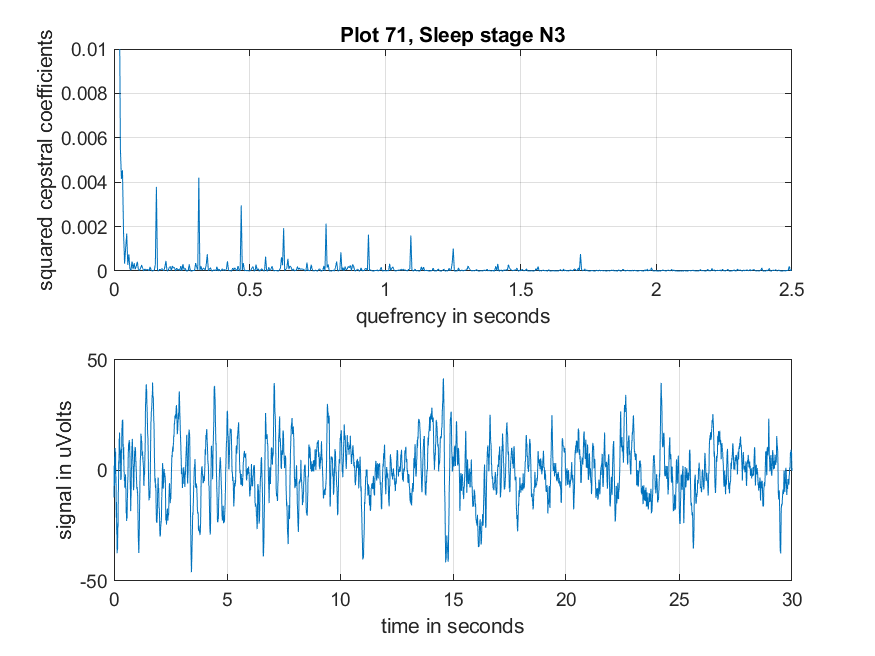 Plot 71, Sleep stage N3
squared cepstral coefficients
0.01
0.008
0.006
0.004
0.002
0
0 0.5 1 1.5 2 2.5
quefrency in seconds
signal in uVolts
50
0
-50
0 5 10 15 20 25 30
time in seconds